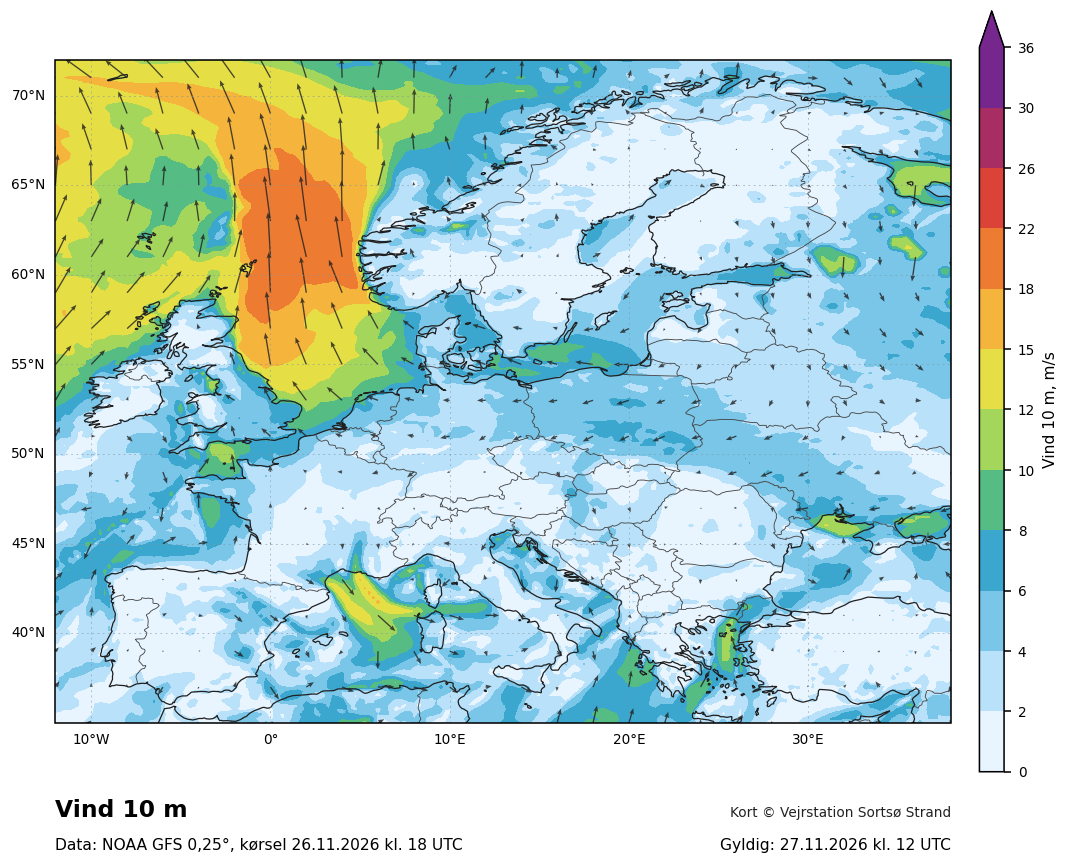 36
30
26
22
18
15
12
10
8
6
4
2
0
Vind 10 m, m/s
70°N
65°N
60°N
55°N
50°N
45°N
40°N
10°W
0°
10°E
20°E
30°E
Vind 10 m
Kort © Vejrstation Sortsø Strand
Data: NOAA GFS 0,25°, kørsel 26.11.2026 kl. 18 UTC
Gyldig: 27.11.2026 kl. 12 UTC